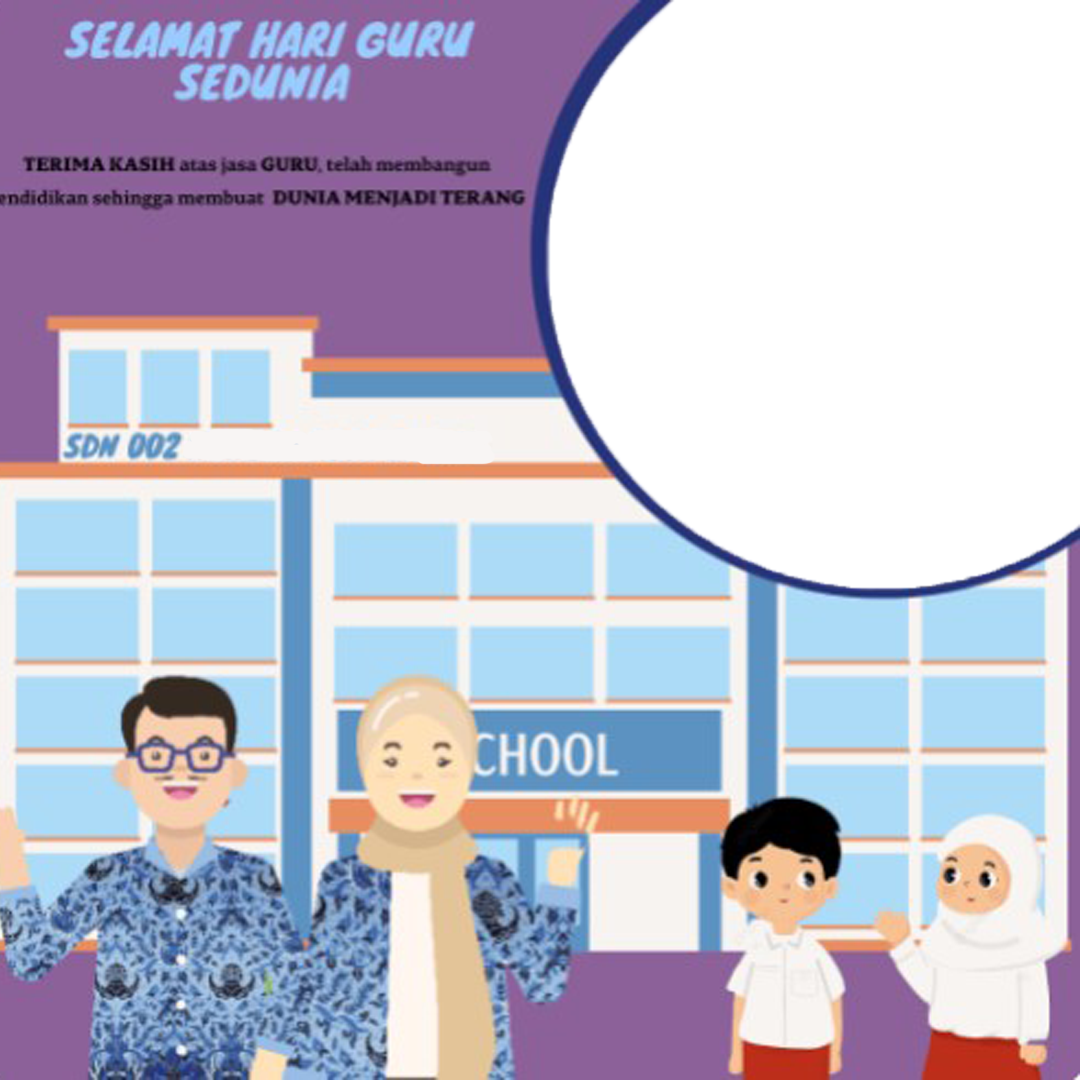 SELAMAT HARI GURU
SEDUNIA
TERIMA KASIH atas jasa GURU, telah membangun
endidikan sehingga membuat DUNIA MENJADI TERANG
SDN 002
CHOOL